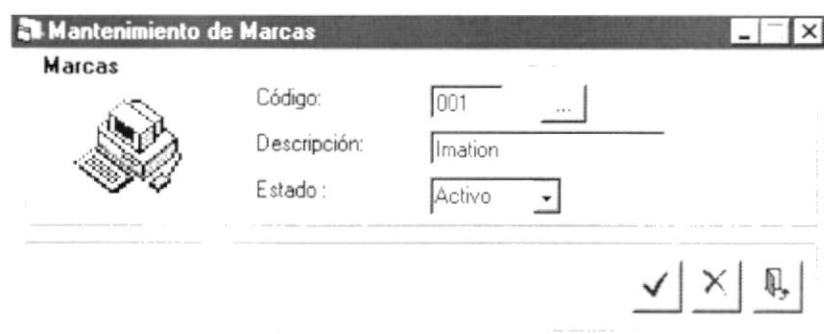 Mantenimiento de Marcas
Marcas
Código: 001 ...
Descripción: Imation
Estado : Activo